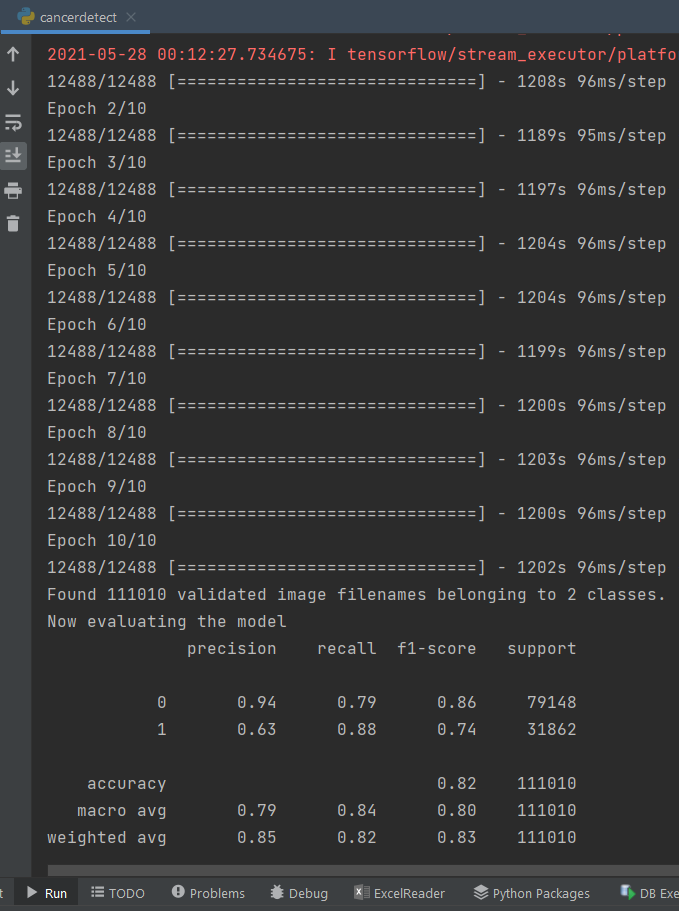 cancerdetect
2021-05-28 00:12:27.734675: I tensorflow/stream_executor/platfo
12488/12488 [==============================] - 1208s 96ms/step
Epoch 2/10
12488/12488 [==============================] - 1189s 95ms/step
Epoch 3/10
12488/12488 [==============================] - 1197s 96ms/step
Epoch 4/10
12488/12488 [==============================] - 1204s 96ms/step
Epoch 5/10
12488/12488 [==============================] - 1204s 96ms/step
Epoch 6/10
12488/12488 [==============================] - 1199s 96ms/step
Epoch 7/10
12488/12488 [==============================] - 1200s 96ms/step
Epoch 8/10
12488/12488 [==============================] - 1203s 96ms/step
Epoch 9/10
12488/12488 [==============================] - 1200s 96ms/step
Epoch 10/10
12488/12488 [==============================] - 1202s 96ms/step
Found 111010 validated image filenames belonging to 2 classes.
Now evaluating the model
precision recall f1-score support
0 0.94 0.79 0.86 79148
1 0.63 0.88 0.74 31862
accuracy 0.82 111010
macro avg 0.79 0.84 0.80 111010
weighted avg 0.85 0.82 0.83 111010
t Run TODO Problems Debug ExcelReader Python Packages DB Exe